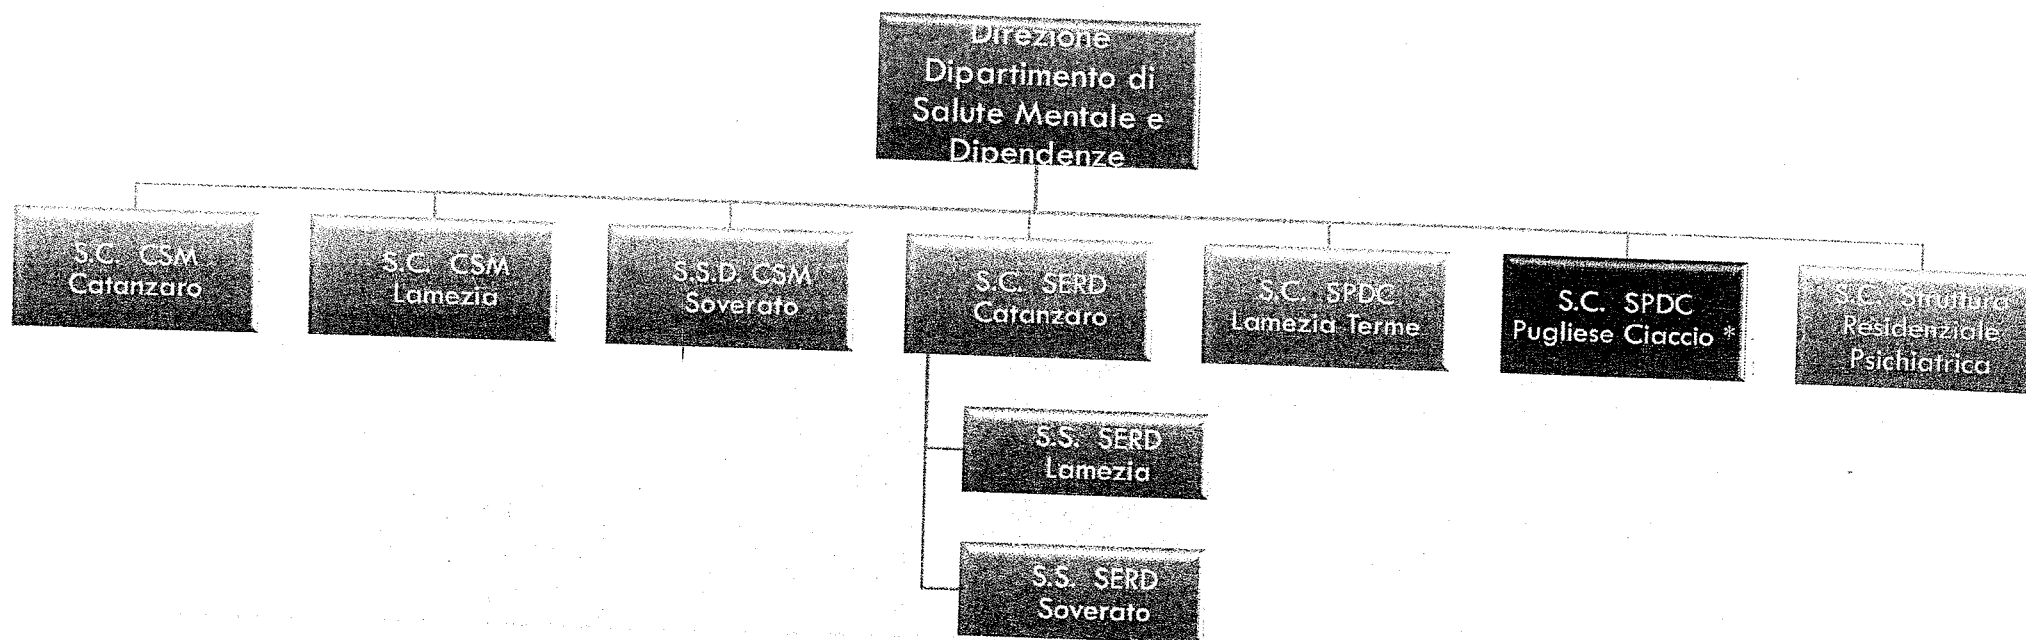 Direzione
Dipartimento di
Salute Mentale e
Dipendenze
S.C. CSM
Catanzaro
S.C. CSM
Lamezia
S.S.D. CSM
Soverato
S.C. SERD
Catanzaro
S.C. SPDC
Lamezia Terme
S.C. SPDC
Pugliese Ciaccio *
S.C. Struttura
Residenziale
Psichiatrica
S.S. SERD
Lamezia
S.S. SERD
Soverato